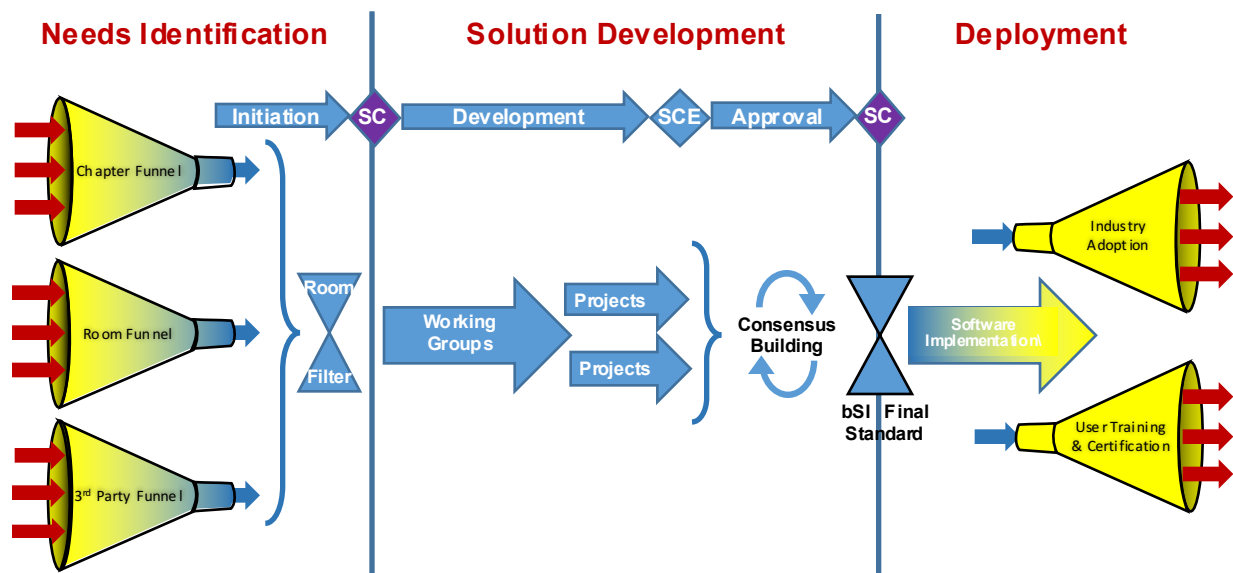 Needs Identification
Solution Development
Deployment
Initiation
SC
Development
SCE
Approval
SC
Chapter Funnel
Room Funnel
3rd Party Funnel
Room
Filter
Working
Groups
Projects
Projects
Consensus
Building
bSI Final
Standard
Industry
Adoption
Software
Implementation\
User Training
& Certification